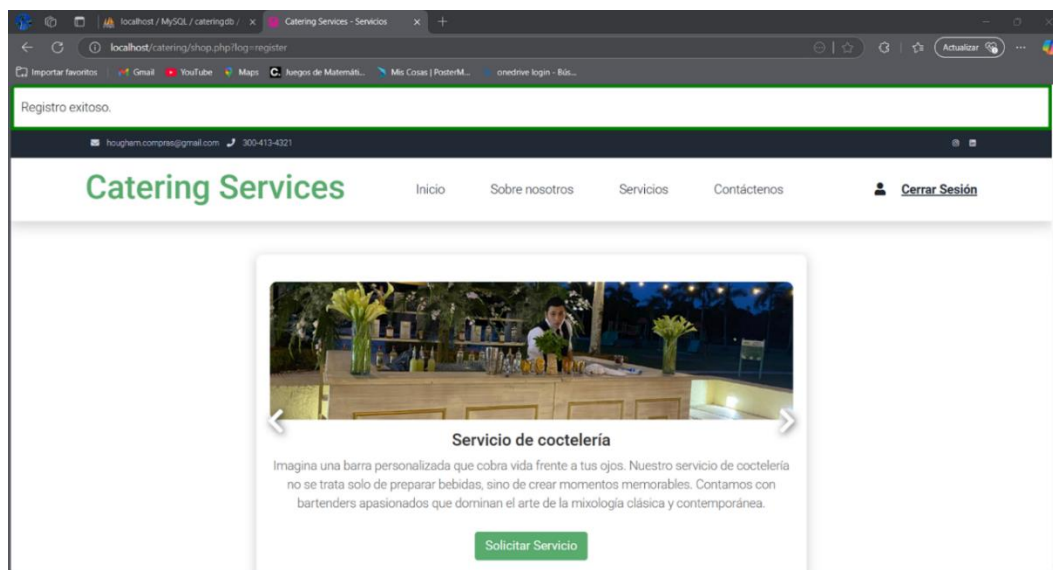 localhost / MySQL / cateringdb /
Catering Services - Servicios
localhost/catering/shop.php?log=register
Actualizar
Importar favoritos
Gmail
YouTube
Maps
Juegos de Matemáti...
Mis Cosas | PosterM...
onedrive login - Bús...
Registro exitoso.
hougham.compras@gmail.com 300-413-4321
Catering Services
Inicio
Sobre nosotros
Servicios
Contáctenos
Cerrar Sesión
Servicio de coctelería
Imagina una barra personalizada que cobra vida frente a tus ojos. Nuestro servicio de coctelería
no se trata solo de preparar bebidas, sino de crear momentos memorables. Contamos con
bartenders apasionados que dominan el arte de la mixología clásica y contemporánea.
Solicitar Servicio